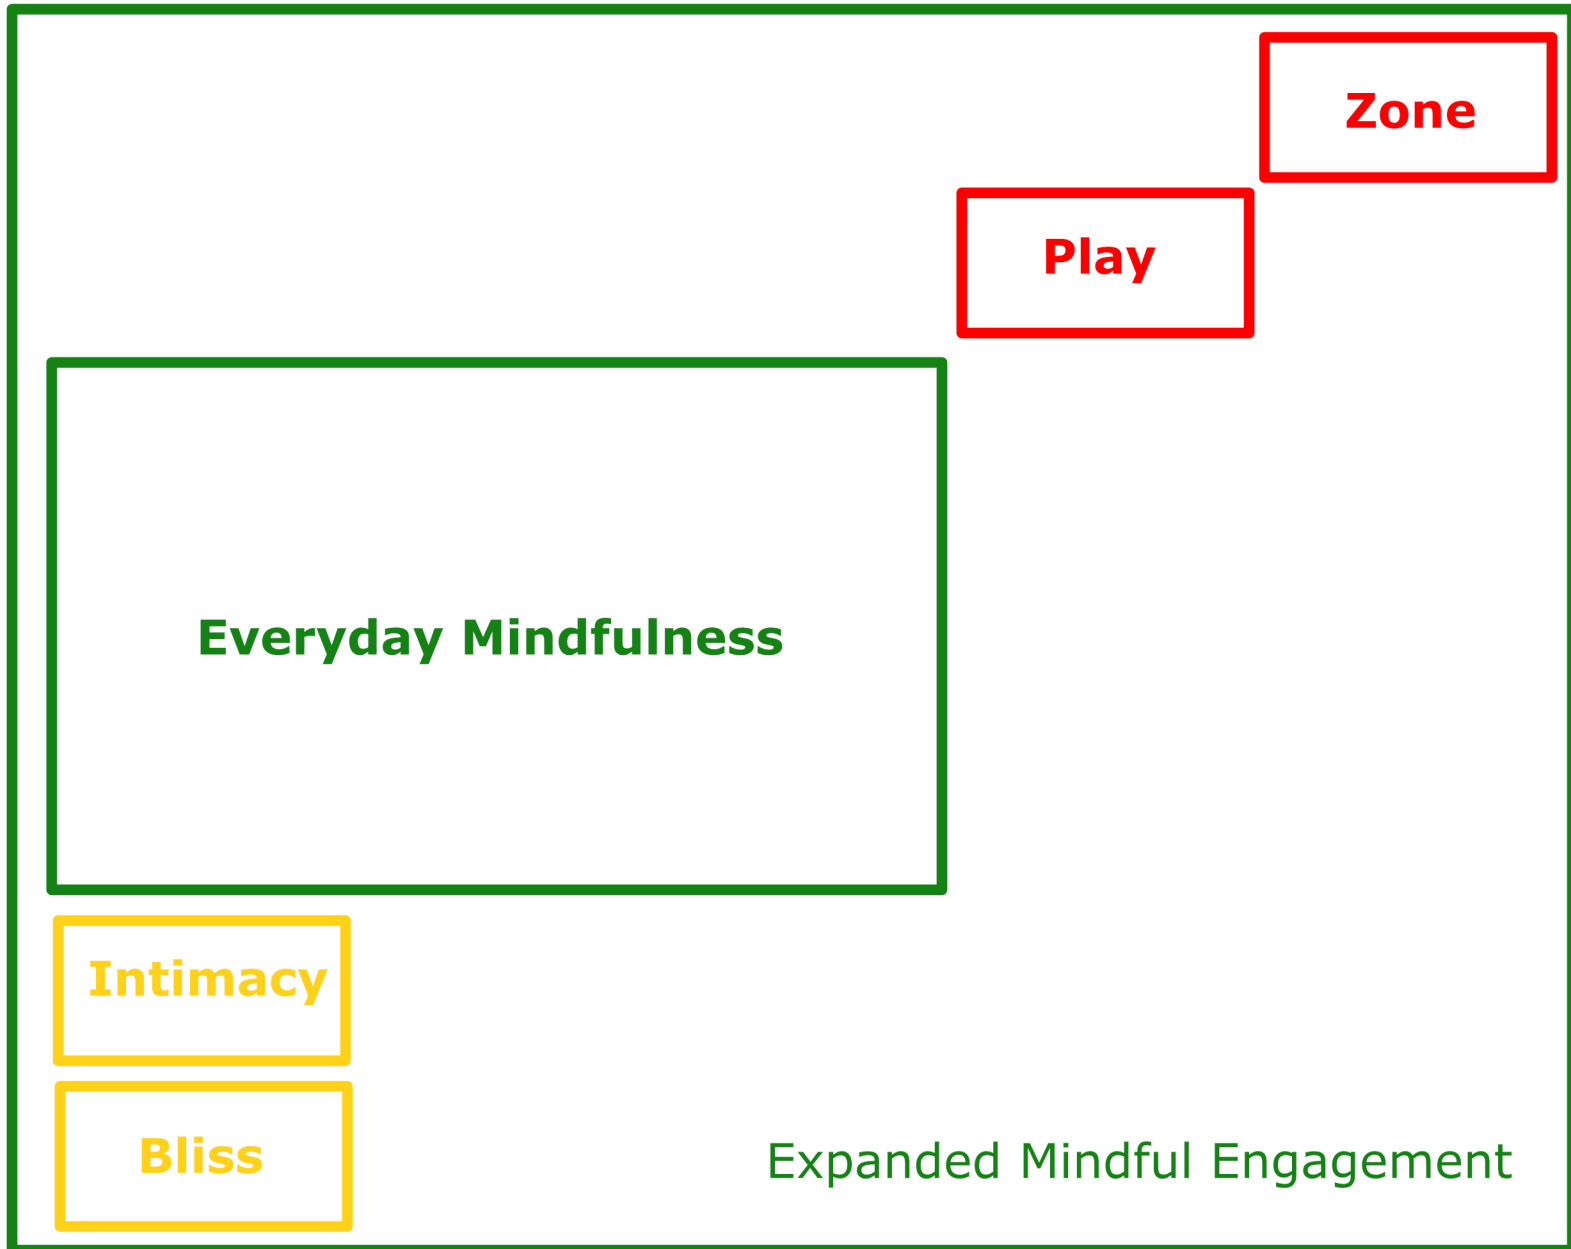 Zone
Play
Everyday Mindfulness
Intimacy
Bliss
Expanded Mindful Engagement